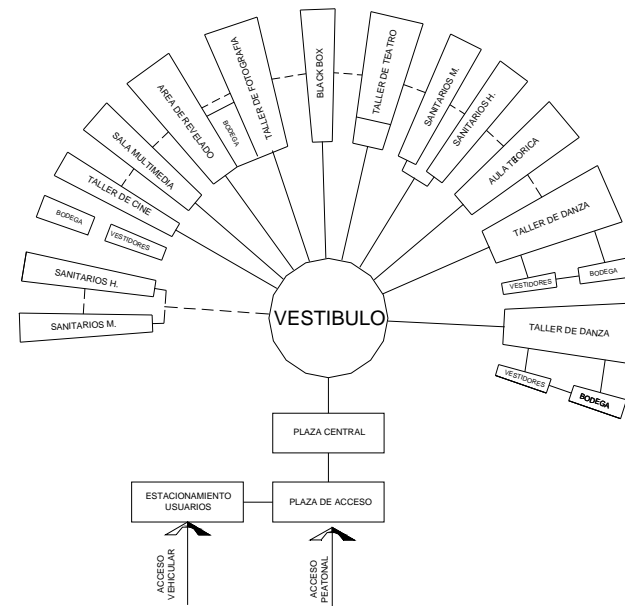 BLACK BOX
TALLER DE TEATRO
TALLER DE FOTOGRAFIA
SANITARIOS M.
AREA DE REVELADO
BODEGA
SANITARIOS H.
SALA MULTIMEDIA
AULA TEORICA
TALLER DE CINE
BODEGA
VESTIDORES
TALLER DE DANZA
VESTIDORES
BODEGA
SANITARIOS H.
SANITARIOS M.
VESTIBULO
TALLER DE DANZA
VESTIDORES
BODEGA
PLAZA CENTRAL
ESTACIONAMIENTO
USUARIOS
PLAZA DE ACCESO
ACCESO
VEHICULAR
ACCESO
PEATONAL